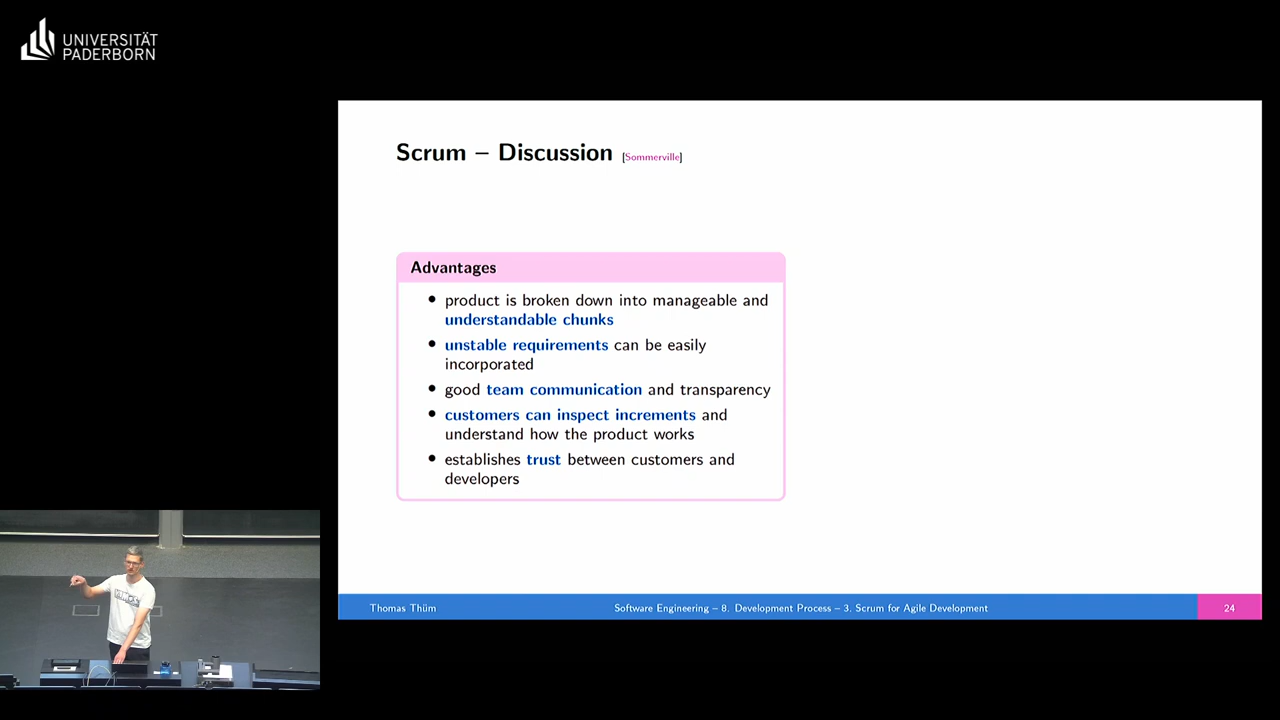 UNIVERSITÄT
PADERBORN
Scrum – Discussion [Sommerville]
Advantages
• product is broken down into manageable and
understandable chunks
• unstable requirements can be easily
incorporated
• good team communication and transparency
• customers can inspect increments and
understand how the product works
• establishes trust between customers and
developers
Thomas Thüm
Software Engineering – 8. Development Process – 3. Scrum for Agile Development
24